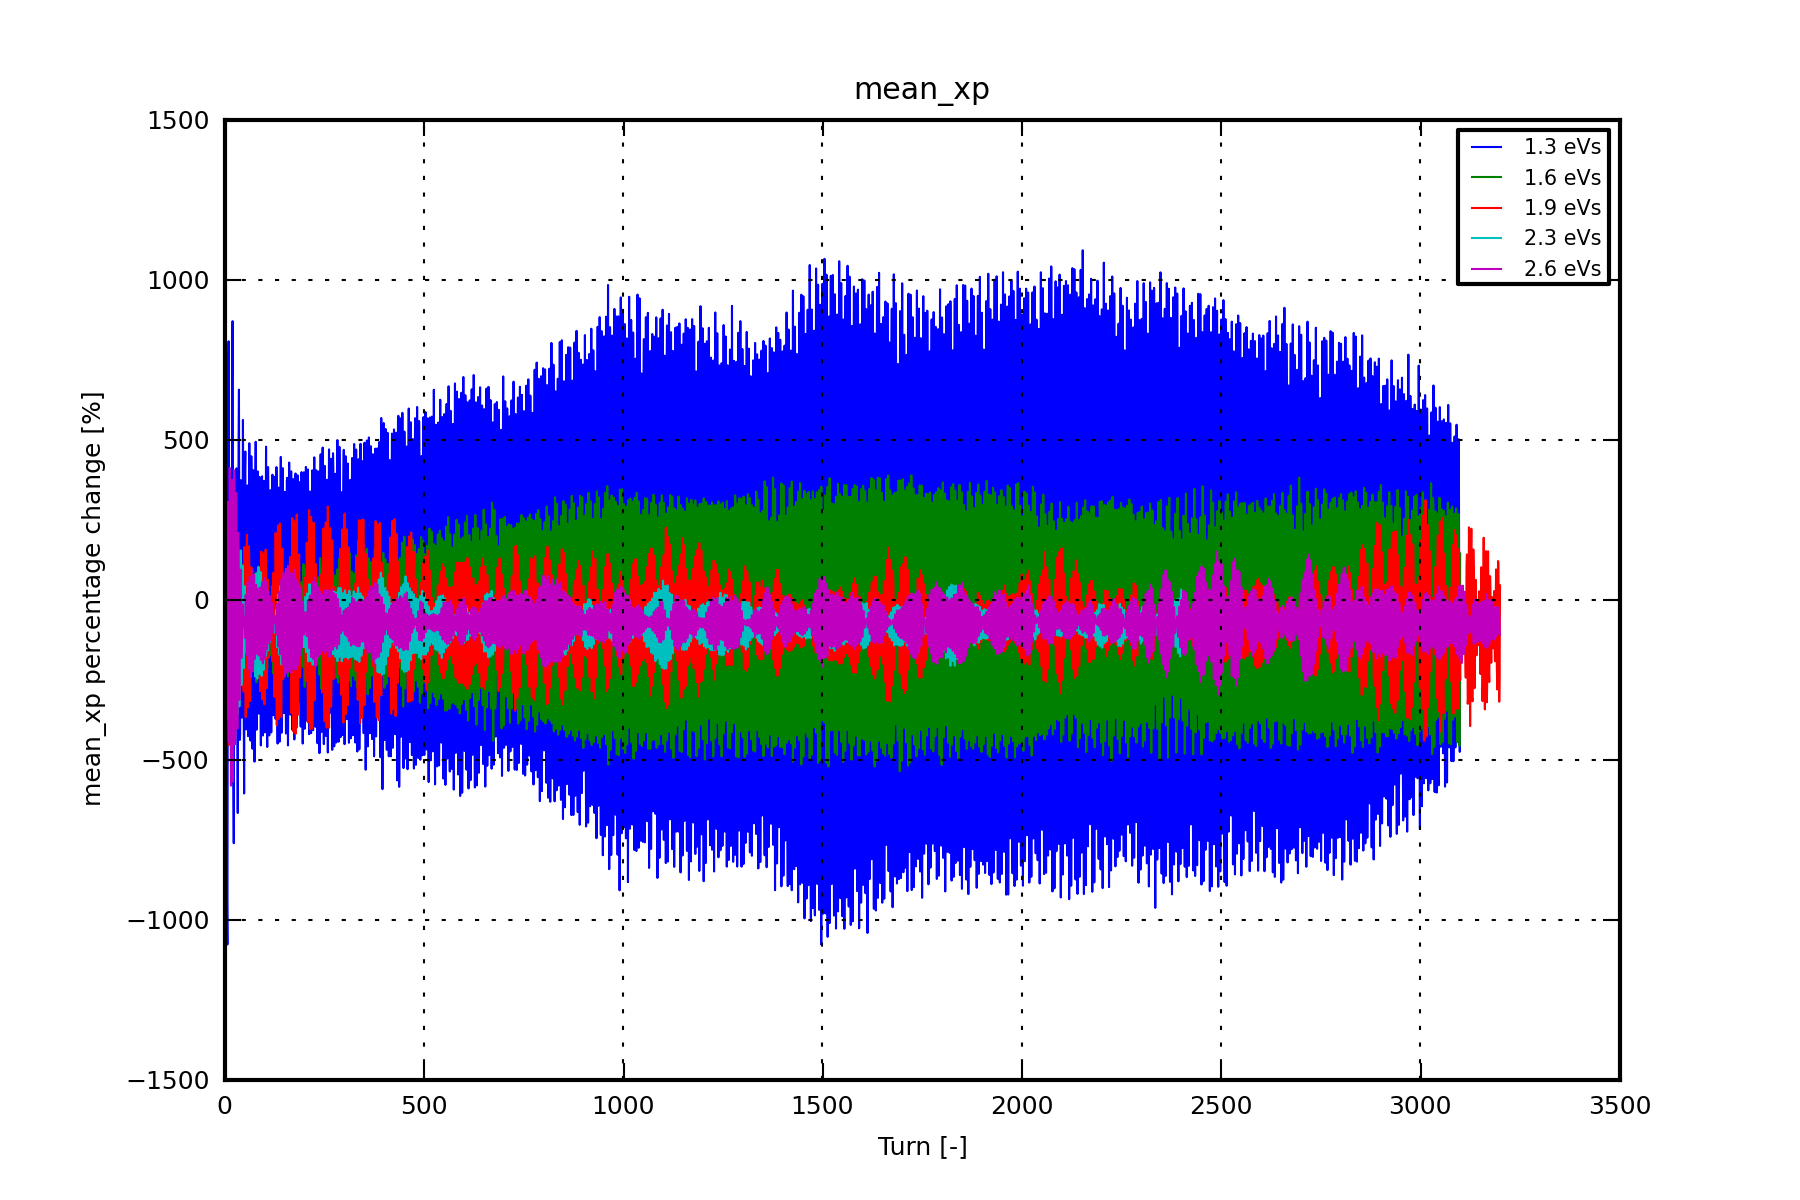 mean_xp
1500
1000
500
0
−500
−1000
−1500
mean_xp percentage change [%]
1.3 eVs
1.6 eVs
1.9 eVs
2.3 eVs
2.6 eVs
0 500 1000 1500 2000 2500 3000 3500
Turn [-]